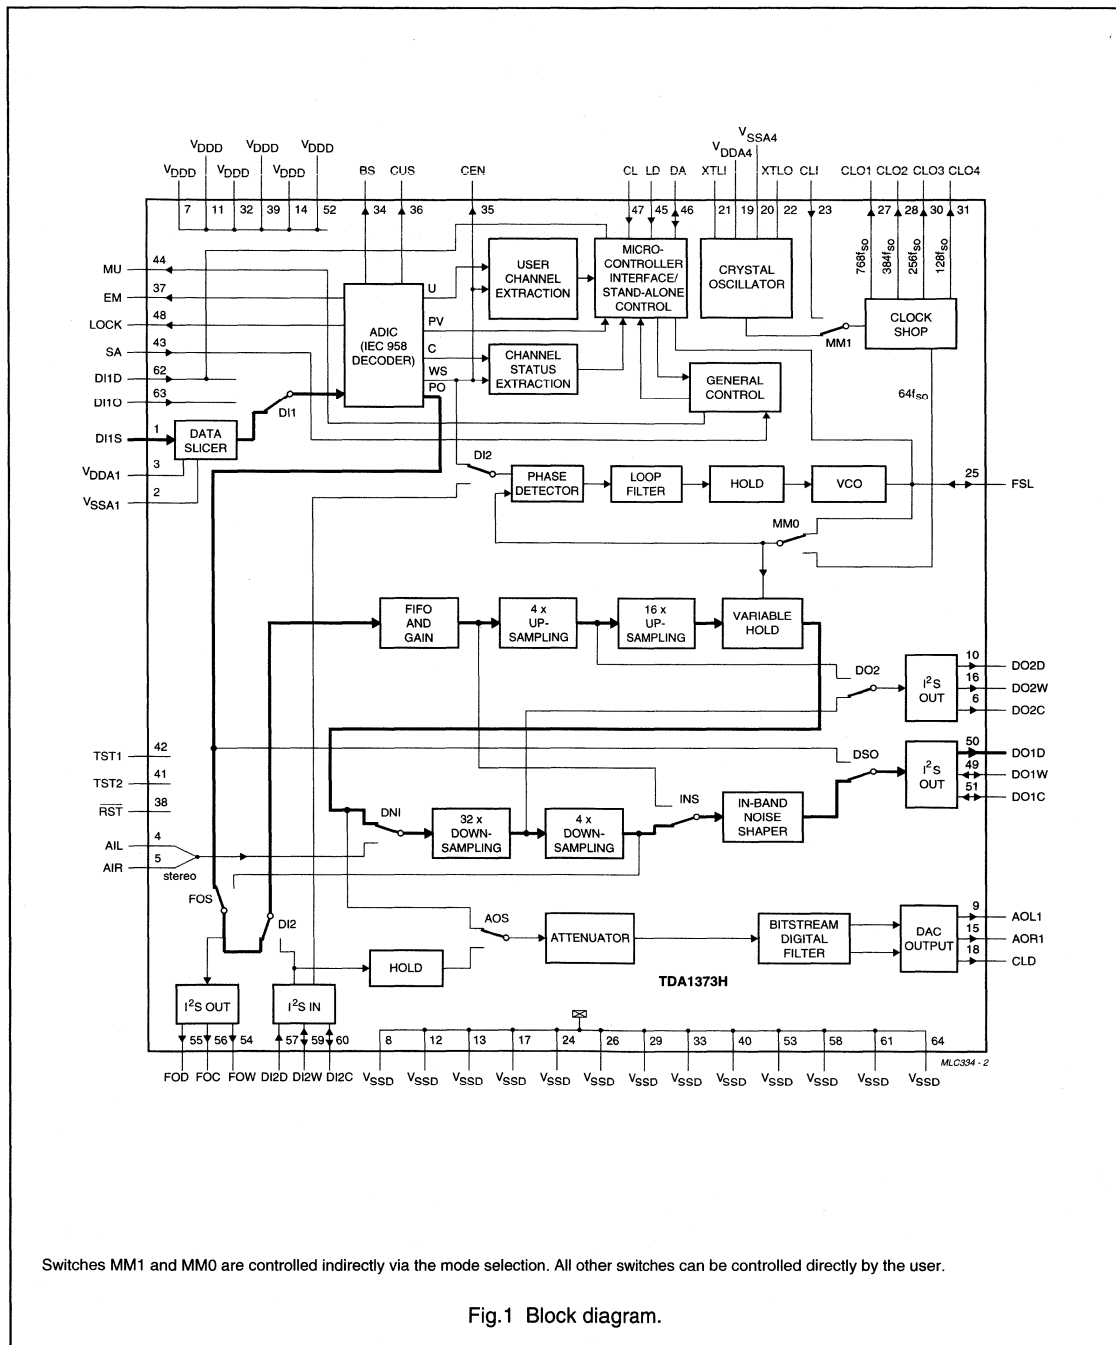 VSSA4
VDDD VDDD VDDD VDDA4
VDDD VDDD BS CUS CEN CL LD DA XTLI XTLO CLI CLO1 CLO2 CLO3 CLO4
7 11 32 39 14 52 34 36 35 47 45 46 21 19 20 22 23 27 28 30 31
768fso 384fso 256fso 128fso
MU 44
EM 37
LOCK 48
SA 43
DI1D 62
DI1O 63
DI1S 1
VDDA1 3
VSSA1 2
DATA
SLICER
DI1
ADIC
(IEC 958
DECODER)
U
PV
C
WS
PO
USER
CHANNEL
EXTRACTION
CHANNEL
STATUS
EXTRACTION
MICRO-
CONTROLLER
INTERFACE/
STAND-ALONE
CONTROL
CRYSTAL
OSCILLATOR
MM1
CLOCK
SHOP
GENERAL
CONTROL
64fso
DI2
PHASE
DETECTOR
LOOP
FILTER
HOLD
VCO
25 FSL
MM0
FIFO
AND
GAIN
4 x
UP-
SAMPLING
16 x
UP-
SAMPLING
VARIABLE
HOLD
DO2
I²S
OUT
10 DO2D
16 DO2W
6 DO2C
DSO
I²S
OUT
50 DO1D
49 DO1W
51 DO1C
TST1 42
TST2 41
RST 38
AIL 4
AIR 5
stereo
DNI
32 x
DOWN-
SAMPLING
4 x
DOWN-
SAMPLING
INS
IN-BAND
NOISE
SHAPER
FOS
DI2
AOS
HOLD
ATTENUATOR
BITSTREAM
DIGITAL
FILTER
DAC
OUTPUT
9 AOL1
15 AOR1
18 CLD
TDA1373H
I²S OUT
I²S IN
55 56 54 57 59 60 8 12 13 17 24 26 29 33 40 53 58 61 64
MLC334 - 2
FOD FOC FOW DI2D DI2W DI2C VSSD VSSD VSSD VSSD VSSD VSSD VSSD VSSD VSSD VSSD VSSD VSSD VSSD
Switches MM1 and MM0 are controlled indirectly via the mode selection. All other switches can be controlled directly by the user.
Fig.1 Block diagram.